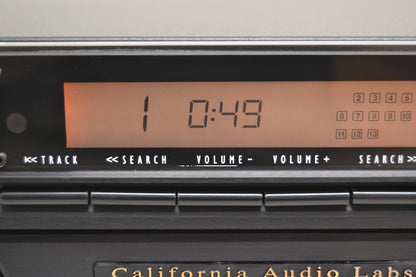 1 0:49
2 3 4 5
6 7 8 9 10
11 12 13
◂◂TRACK ◂◂SEARCH VOLUME- VOLUME+ SEARCH▸▸
California Audio Labs